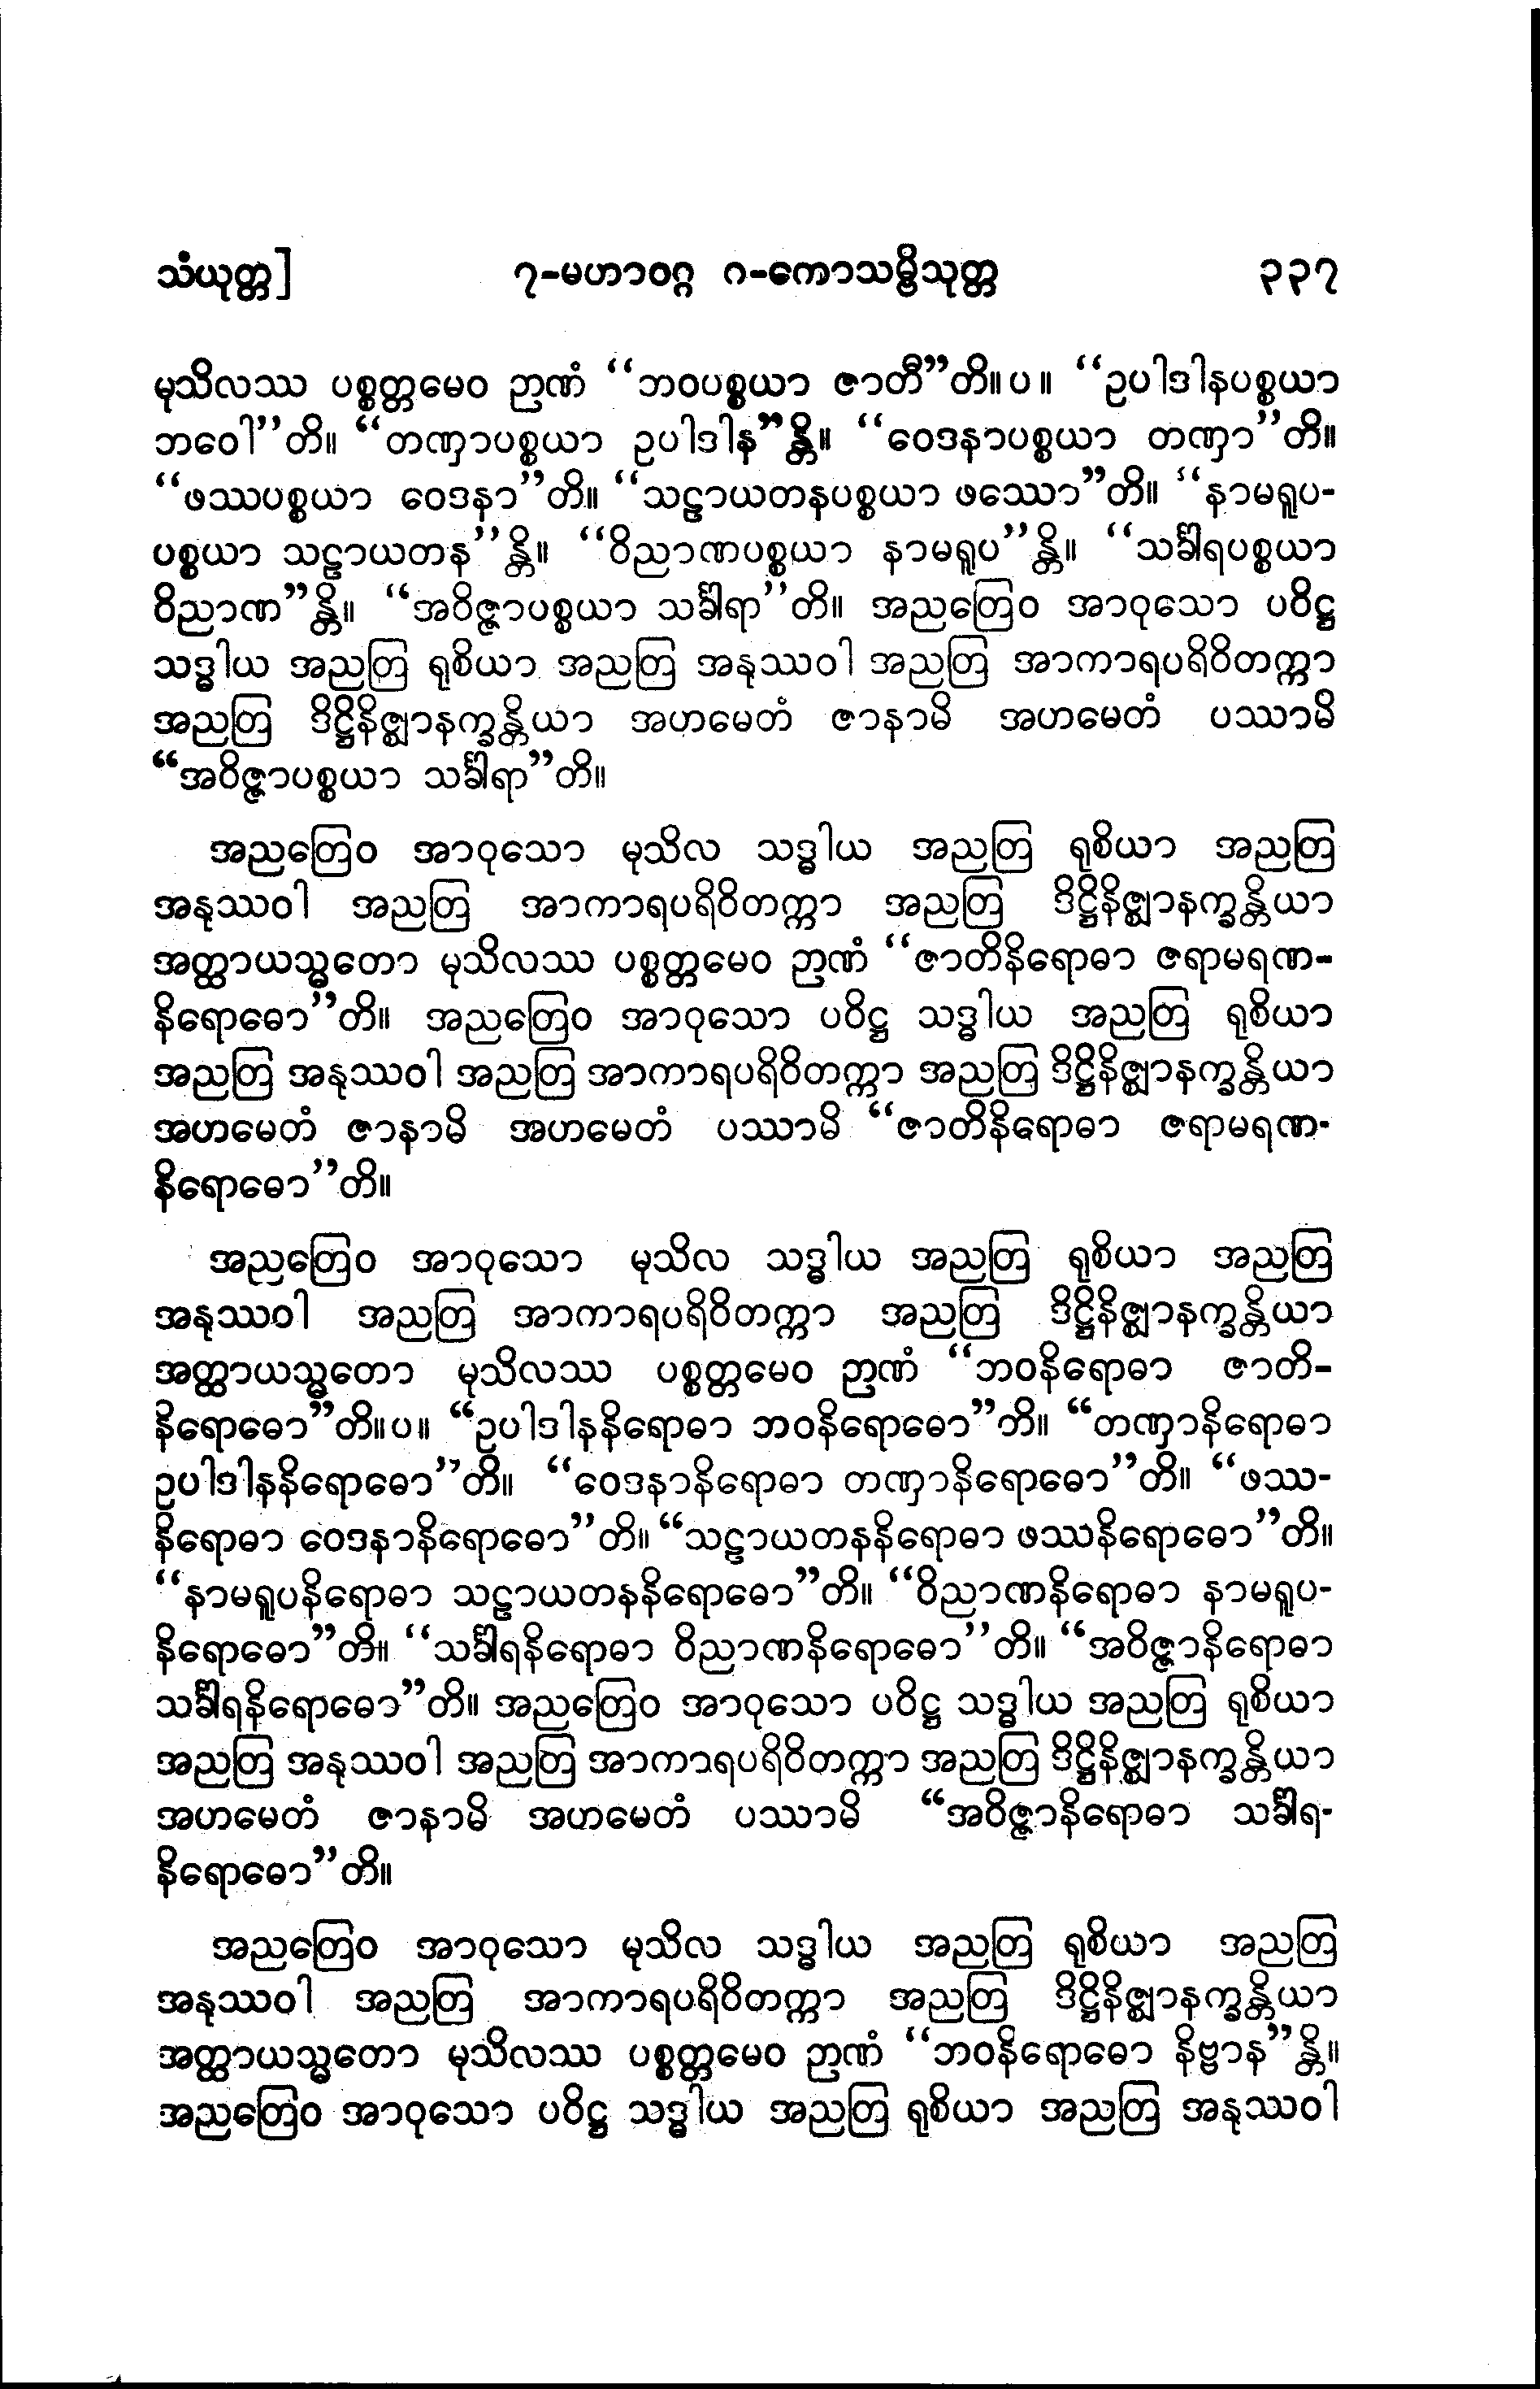 သံယုတ္တ] ၇-မဟာဝဂ္ဂ ဂ-ကောသမ္ဗိသုတ္တ ၃၃၇
မုသိလဿ ပစ္စတ္တမေဝ ဉာဏံ “ဘဝပစ္စယာ ဇာတီ”တိ။ပ။ “ဥပါဒါနပစ္စယာ
ဘဝေါ”တိ။ “တဏှာပစ္စယာ ဥပါဒါန”န္တိ။ “ဝေဒနာပစ္စယာ တဏှာ”တိ။
“ဖဿပစ္စယာ ဝေဒနာ”တိ။ “သဠာယတနပစ္စယာ ဖဿော”တိ။ “နာမရူပ-
ပစ္စယာ သဠာယတန”န္တိ။ “ဝိညာဏပစ္စယာ နာမရူပ”န္တိ။ “သင်္ခါရပစ္စယာ
ဝိညာဏ”န္တိ။ “အဝိဇ္ဇာပစ္စယာ သင်္ခါရာ”တိ။ အညတြေဝ အာဝုသော ပဝိဋ္ဌ
သဒ္ဓါယ အညတြ ရုစိယာ အညတြ အနုဿဝါ အညတြ အာကာရပရိဝိတက္ကာ
အညတြ ဒိဋ္ဌိနိဇ္ဈာနက္ခန္တိယာ အဟမေတံ ဇာနာမိ အဟမေတံ ပဿာမိ
“အဝိဇ္ဇာပစ္စယာ သင်္ခါရာ”တိ။
အညတြေဝ အာဝုသော မုသိလ သဒ္ဓါယ အညတြ ရုစိယာ အညတြ
အနုဿဝါ အညတြ အာကာရပရိဝိတက္ကာ အညတြ ဒိဋ္ဌိနိဇ္ဈာနက္ခန္တိယာ
အတ္ထာယသ္မတော မုသိလဿ ပစ္စတ္တမေဝ ဉာဏံ “ဇာတိနိရောဓာ ဇရာမရဏ-
နိရောဓော”တိ။ အညတြေဝ အာဝုသော ပဝိဋ္ဌ သဒ္ဓါယ အညတြ ရုစိယာ
အညတြ အနုဿဝါ အညတြ အာကာရပရိဝိတက္ကာ အညတြ ဒိဋ္ဌိနိဇ္ဈာနက္ခန္တိယာ
အဟမေတံ ဇာနာမိ အဟမေတံ ပဿာမိ “ဇာတိနိရောဓာ ဇရာမရဏ-
နိရောဓော”တိ။
အညတြေဝ အာဝုသော မုသိလ သဒ္ဓါယ အညတြ ရုစိယာ အညတြ
အနုဿဝါ အညတြ အာကာရပရိဝိတက္ကာ အညတြ ဒိဋ္ဌိနိဇ္ဈာနက္ခန္တိယာ
အတ္ထာယသ္မတော မုသိလဿ ပစ္စတ္တမေဝ ဉာဏံ “ဘဝနိရောဓာ ဇာတိ-
နိရောဓော”တိ။ပ။ “ဥပါဒါနနိရောဓာ ဘဝနိရောဓော”တိ။ “တဏှာနိရောဓာ
ဥပါဒါနနိရောဓော”တိ။ “ဝေဒနာနိရောဓာ တဏှာနိရောဓော”တိ။ “ဖဿ-
နိရောဓာ ဝေဒနာနိရောဓော”တိ။ “သဠာယတနနိရောဓာ ဖဿနိရောဓော”တိ။
“နာမရူပနိရောဓာ သဠာယတနနိရောဓော”တိ။ “ဝိညာဏနိရောဓာ နာမရူပ-
နိရောဓော”တိ။ “သင်္ခါရနိရောဓာ ဝိညာဏနိရောဓော”တိ။ “အဝိဇ္ဇာနိရောဓာ
သင်္ခါရနိရောဓော”တိ။ အညတြေဝ အာဝုသော ပဝိဋ္ဌ သဒ္ဓါယ အညတြ ရုစိယာ
အညတြ အနုဿဝါ အညတြ အာကာရပရိဝိတက္ကာ အညတြ ဒိဋ္ဌိနိဇ္ဈာနက္ခန္တိယာ
အဟမေတံ ဇာနာမိ အဟမေတံ ပဿာမိ “အဝိဇ္ဇာနိရောဓာ သင်္ခါရ-
နိရောဓော”တိ။
အညတြေဝ အာဝုသော မုသိလ သဒ္ဓါယ အညတြ ရုစိယာ အညတြ
အနုဿဝါ အညတြ အာကာရပရိဝိတက္ကာ အညတြ ဒိဋ္ဌိနိဇ္ဈာနက္ခန္တိယာ
အတ္ထာယသ္မတော မုသိလဿ ပစ္စတ္တမေဝ ဉာဏံ “ဘဝနိရောဓော နိဗ္ဗာန”န္တိ။
အညတြေဝ အာဝုသော ပဝိဋ္ဌ သဒ္ဓါယ အညတြ ရုစိယာ အညတြ အနုဿဝါ